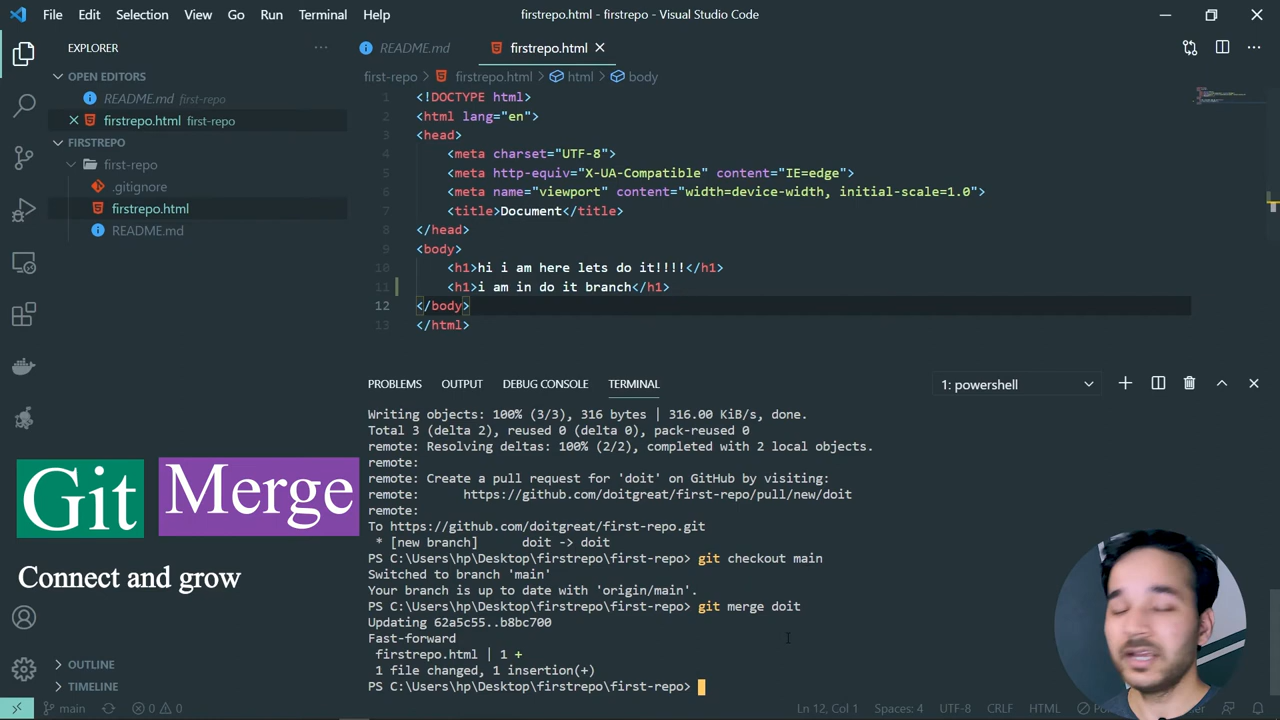 File Edit Selection View Go Run Terminal Help firstrepo.html - firstrepo - Visual Studio Code
EXPLORER
OPEN EDITORS
README.md first-repo
firstrepo.html first-repo
FIRSTREPO
first-repo
.gitignore
firstrepo.html
README.md
Git Merge
Connect and grow
OUTLINE
TIMELINE
README.md firstrepo.html
first-repo > firstrepo.html > html > body
1 <!DOCTYPE html>
2 <html lang="en">
3 <head>
4 <meta charset="UTF-8">
5 <meta http-equiv="X-UA-Compatible" content="IE=edge">
6 <meta name="viewport" content="width=device-width, initial-scale=1.0">
7 <title>Document</title>
8 </head>
9 <body>
10 <h1>hi i am here lets do it!!!!</h1>
11 <h1>i am in do it branch</h1>
12 </body>
13 </html>
PROBLEMS OUTPUT DEBUG CONSOLE TERMINAL 1: powershell
Writing objects: 100% (3/3), 316 bytes | 316.00 KiB/s, done.
Total 3 (delta 2), reused 0 (delta 0), pack-reused 0
remote: Resolving deltas: 100% (2/2), completed with 2 local objects.
remote:
remote: Create a pull request for 'doit' on GitHub by visiting:
remote: https://github.com/doitgreat/first-repo/pull/new/doit
remote:
To https://github.com/doitgreat/first-repo.git
* [new branch] doit -> doit
PS C:\Users\hp\Desktop\firstrepo\first-repo> git checkout main
Switched to branch 'main'
Your branch is up to date with 'origin/main'.
PS C:\Users\hp\Desktop\firstrepo\first-repo> git merge doit
Updating 62a5c55..b8bc700
Fast-forward
firstrepo.html | 1 +
1 file changed, 1 insertion(+)
PS C:\Users\hp\Desktop\firstrepo\first-repo>
main 0 0 Ln 12, Col 1 Spaces: 4 UTF-8 CRLF HTML